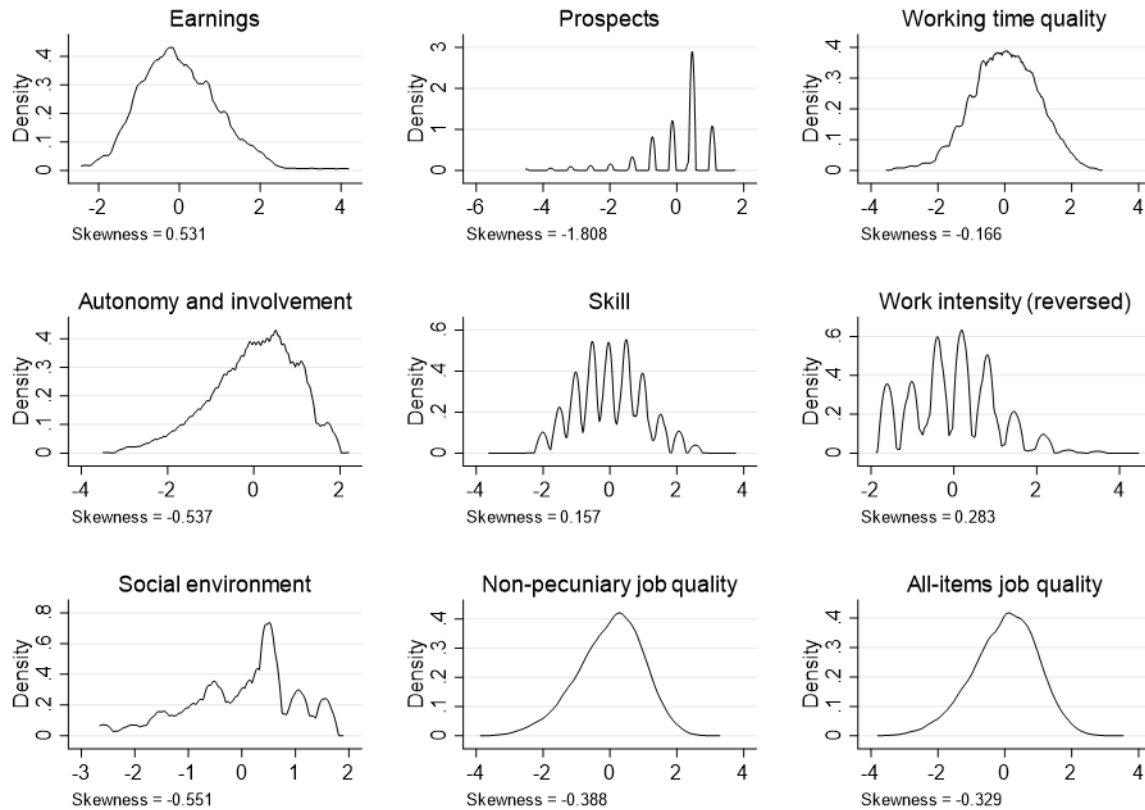 Earnings
Density
0 .1 .2 .3 .4
-2 0 2 4
Skewness = 0.531
Prospects
Density
0 1 2 3
-6 -4 -2 0 2
Skewness = -1.808
Working time quality
Density
0 .1 .2 .3 .4
-4 -2 0 2 4
Skewness = -0.166
Autonomy and involvement
Density
0 .1 .2 .3 .4
-4 -2 0 2
Skewness = -0.537
Skill
Density
0 .2 .4 .6
-4 -2 0 2 4
Skewness = 0.157
Work intensity (reversed)
Density
0 .2 .4 .6
-2 0 2 4
Skewness = 0.283
Social environment
Density
0 .2 .4 .6 .8
-3 -2 -1 0 1 2
Skewness = -0.551
Non-pecuniary job quality
Density
0 .1 .2 .3 .4
-4 -2 0 2 4
Skewness = -0.388
All-items job quality
Density
0 .1 .2 .3 .4
-4 -2 0 2 4
Skewness = -0.329